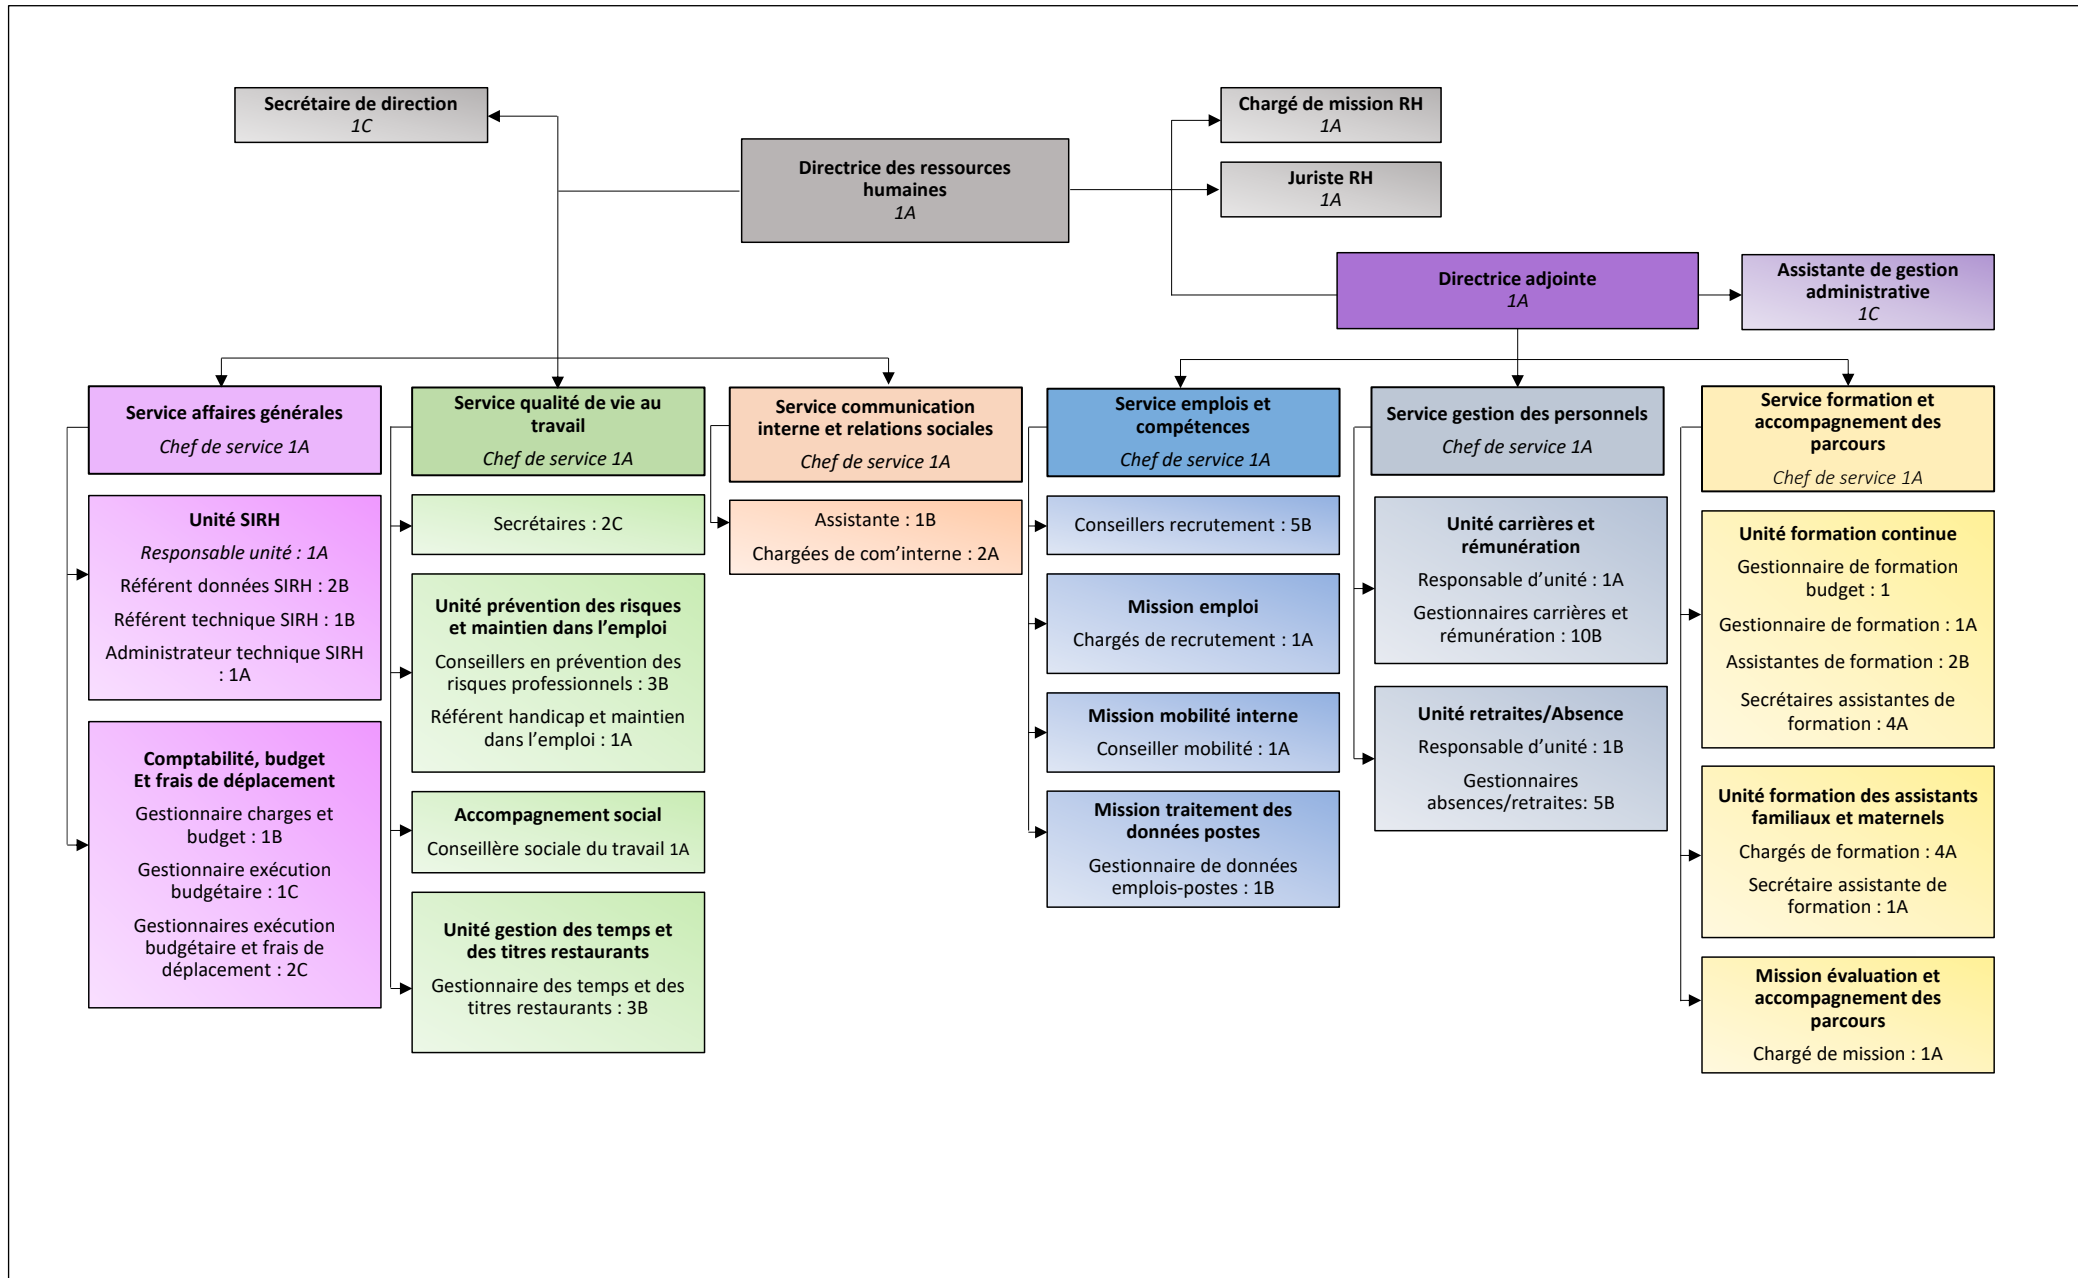 Secrétaire de direction
1C
Chargé de mission RH
1A
Directrice des ressources
humaines
1A
Juriste RH
1A
Directrice adjointe
1A
Assistante de gestion
administrative
1C
Service affaires générales
Chef de service 1A
Unité SIRH
Responsable unité : 1A
Référent données SIRH : 2B
Référent technique SIRH : 1B
Administrateur technique SIRH
: 1A
Comptabilité, budget
Et frais de déplacement
Gestionnaire charges et
budget : 1B
Gestionnaire exécution
budgétaire : 1C
Gestionnaires exécution
budgétaire et frais de
déplacement : 2C
Service qualité de vie au
travail
Chef de service 1A
Secrétaires : 2C
Unité prévention des risques
et maintien dans l’emploi
Conseillers en prévention des
risques professionnels : 3B
Référent handicap et maintien
dans l’emploi : 1A
Accompagnement social
Conseillère sociale du travail 1A
Unité gestion des temps et
des titres restaurants
Gestionnaire des temps et des
titres restaurants : 3B
Service communication
interne et relations sociales
Chef de service 1A
Assistante : 1B
Chargées de com’interne : 2A
Service emplois et
compétences
Chef de service 1A
Conseillers recrutement : 5B
Mission emploi
Chargés de recrutement : 1A
Mission mobilité interne
Conseiller mobilité : 1A
Mission traitement des
données postes
Gestionnaire de données
emplois-postes : 1B
Service gestion des personnels
Chef de service 1A
Unité carrières et
rémunération
Responsable d’unité : 1A
Gestionnaires carrières et
rémunération : 10B
Unité retraites/Absence
Responsable d’unité : 1B
Gestionnaires
absences/retraites: 5B
Service formation et
accompagnement des
parcours
Chef de service 1A
Unité formation continue
Gestionnaire de formation
budget : 1
Gestionnaire de formation : 1A
Assistantes de formation : 2B
Secrétaires assistantes de
formation : 4A
Unité formation des assistants
familiaux et maternels
Chargés de formation : 4A
Secrétaire assistante de
formation : 1A
Mission évaluation et
accompagnement des
parcours
Chargé de mission : 1A